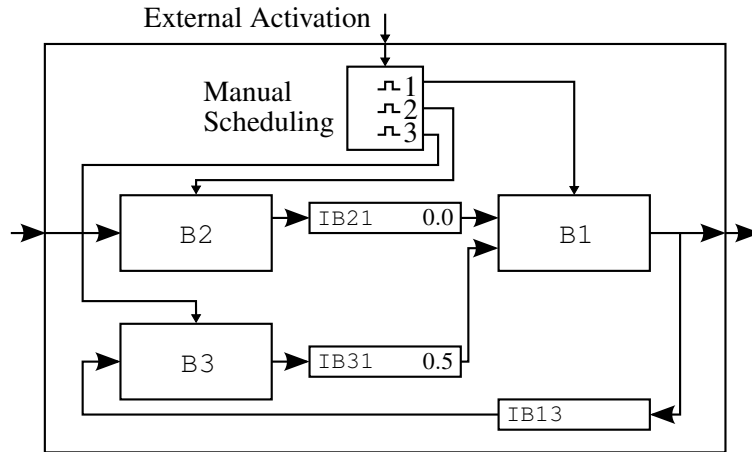 External Activation
Manual
Scheduling
1
2
3
B2
IB21 0.0
B1
B3
IB31 0.5
IB13